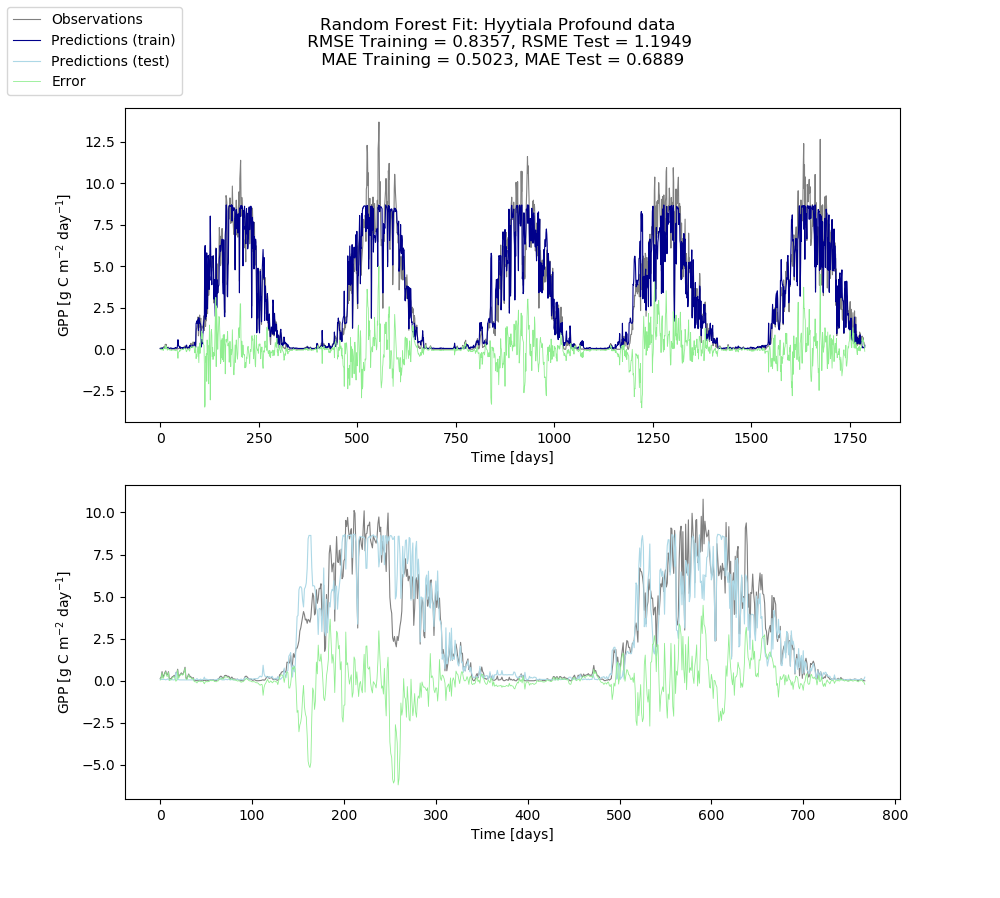 Observations
Predictions (train)
Predictions (test)
Error
Random Forest Fit: Hyytiala Profound data
RMSE Training = 0.8357, RSME Test = 1.1949
MAE Training = 0.5023, MAE Test = 0.6889
GPP [g C m⁻² day⁻¹]
12.5
10.0
7.5
5.0
2.5
0.0
−2.5
0 250 500 750 1000 1250 1500 1750
Time [days]
GPP [g C m⁻² day⁻¹]
10.0
7.5
5.0
2.5
0.0
−2.5
−5.0
0 100 200 300 400 500 600 700 800
Time [days]